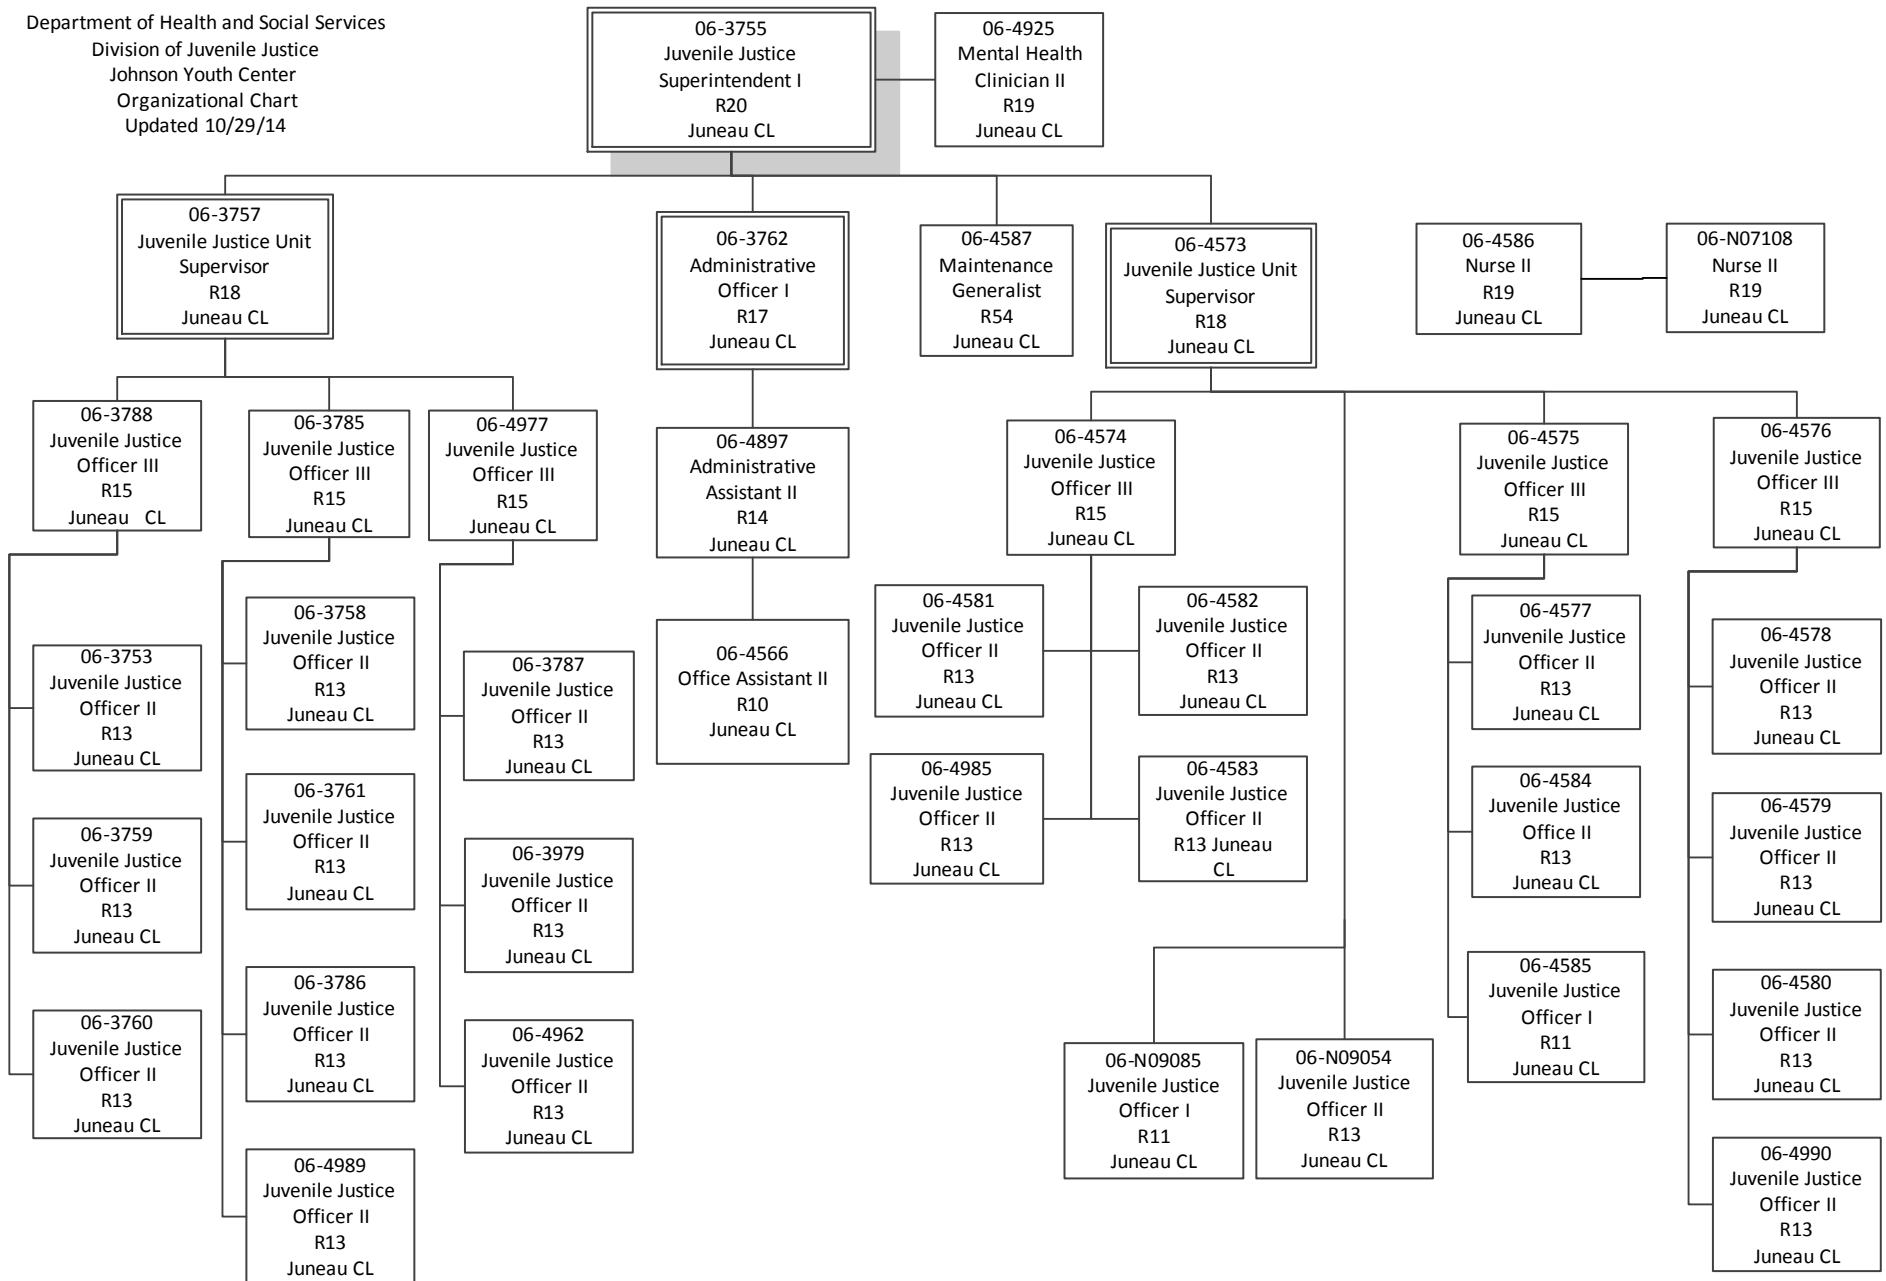 Department of Health and Social Services
Division of Juvenile Justice
Johnson Youth Center
Organizational Chart
Updated 10/29/14
06-3755
Juvenile Justice
Superintendent I
R20
Juneau CL
06-4925
Mental Health
Clinician II
R19
Juneau CL
06-3757
Juvenile Justice Unit
Supervisor
R18
Juneau CL
06-3762
Administrative
Officer I
R17
Juneau CL
06-4587
Maintenance
Generalist
R54
Juneau CL
06-4573
Juvenile Justice Unit
Supervisor
R18
Juneau CL
06-4586
Nurse II
R19
Juneau CL
06-N07108
Nurse II
R19
Juneau CL
06-3788
Juvenile Justice
Officer III
R15
Juneau CL
06-3785
Juvenile Justice
Officer III
R15
Juneau CL
06-4977
Juvenile Justice
Officer III
R15
Juneau CL
06-4897
Administrative
Assistant II
R14
Juneau CL
06-4574
Juvenile Justice
Officer III
R15
Juneau CL
06-4575
Juvenile Justice
Officer III
R15
Juneau CL
06-4576
Juvenile Justice
Officer III
R15
Juneau CL
06-3753
Juvenile Justice
Officer II
R13
Juneau CL
06-3759
Juvenile Justice
Officer II
R13
Juneau CL
06-3760
Juvenile Justice
Officer II
R13
Juneau CL
06-3758
Juvenile Justice
Officer II
R13
Juneau CL
06-3761
Juvenile Justice
Officer II
R13
Juneau CL
06-3786
Juvenile Justice
Officer II
R13
Juneau CL
06-4989
Juvenile Justice
Officer II
R13
Juneau CL
06-3787
Juvenile Justice
Officer II
R13
Juneau CL
06-3979
Juvenile Justice
Officer II
R13
Juneau CL
06-4962
Juvenile Justice
Officer II
R13
Juneau CL
06-4566
Office Assistant II
R10
Juneau CL
06-4581
Juvenile Justice
Officer II
R13
Juneau CL
06-4582
Juvenile Justice
Officer II
R13
Juneau CL
06-4985
Juvenile Justice
Officer II
R13
Juneau CL
06-4583
Juvenile Justice
Officer II
R13 Juneau
CL
06-N09085
Juvenile Justice
Officer I
R11
Juneau CL
06-N09054
Juvenile Justice
Officer II
R13
Juneau CL
06-4577
Junvenile Justice
Officer II
R13
Juneau CL
06-4584
Juvenile Justice
Office II
R13
Juneau CL
06-4585
Juvenile Justice
Officer I
R11
Juneau CL
06-4578
Juvenile Justice
Officer II
R13
Juneau CL
06-4579
Juvenile Justice
Officer II
R13
Juneau CL
06-4580
Juvenile Justice
Officer II
R13
Juneau CL
06-4990
Juvenile Justice
Officer II
R13
Juneau CL